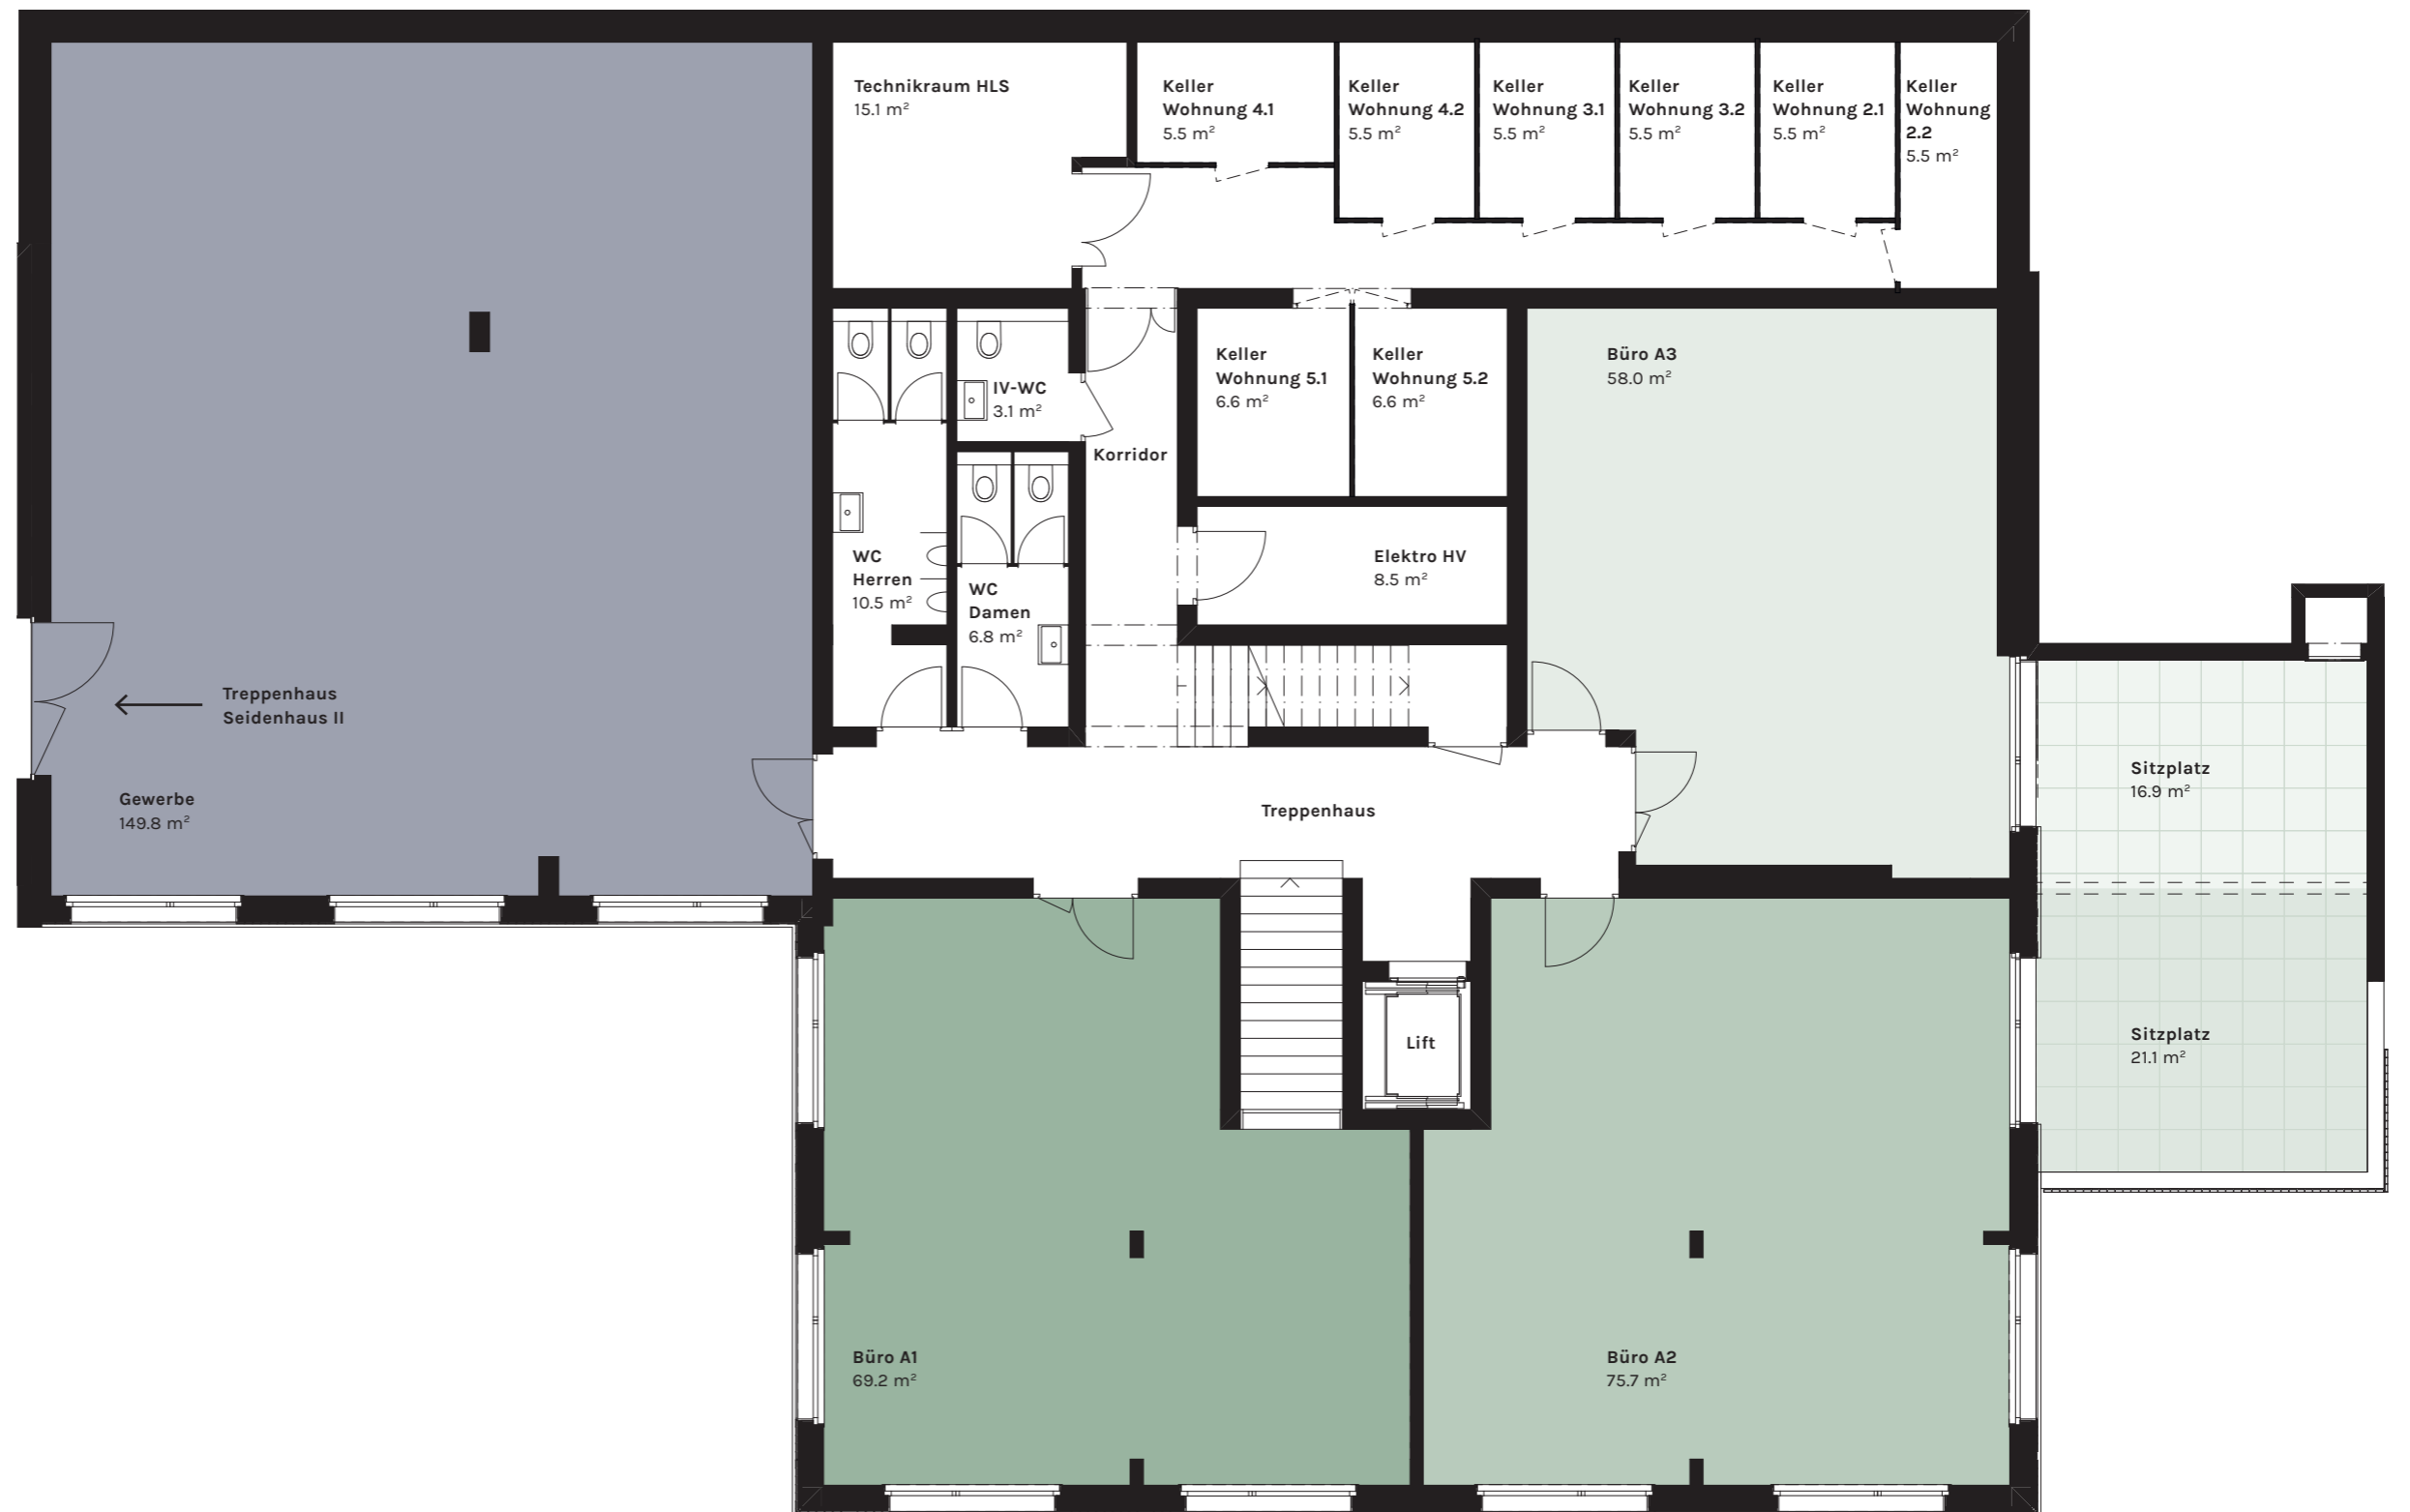 Technikraum HLS
15.1 m²
Keller
Wohnung 4.1
5.5 m²
Keller
Wohnung 4.2
5.5 m²
Keller
Wohnung 3.1
5.5 m²
Keller
Wohnung 3.2
5.5 m²
Keller
Wohnung 2.1
5.5 m²
Keller
Wohnung
2.2
5.5 m²
IV-WC
3.1 m²
Keller
Wohnung 5.1
6.6 m²
Keller
Wohnung 5.2
6.6 m²
Büro A3
58.0 m²
Korridor
WC
Herren
10.5 m²
WC
Damen
6.8 m²
Elektro HV
8.5 m²
Treppenhaus
Seidenhaus II
Gewerbe
149.8 m²
Treppenhaus
Sitzplatz
16.9 m²
Lift
Sitzplatz
21.1 m²
Büro A1
69.2 m²
Büro A2
75.7 m²